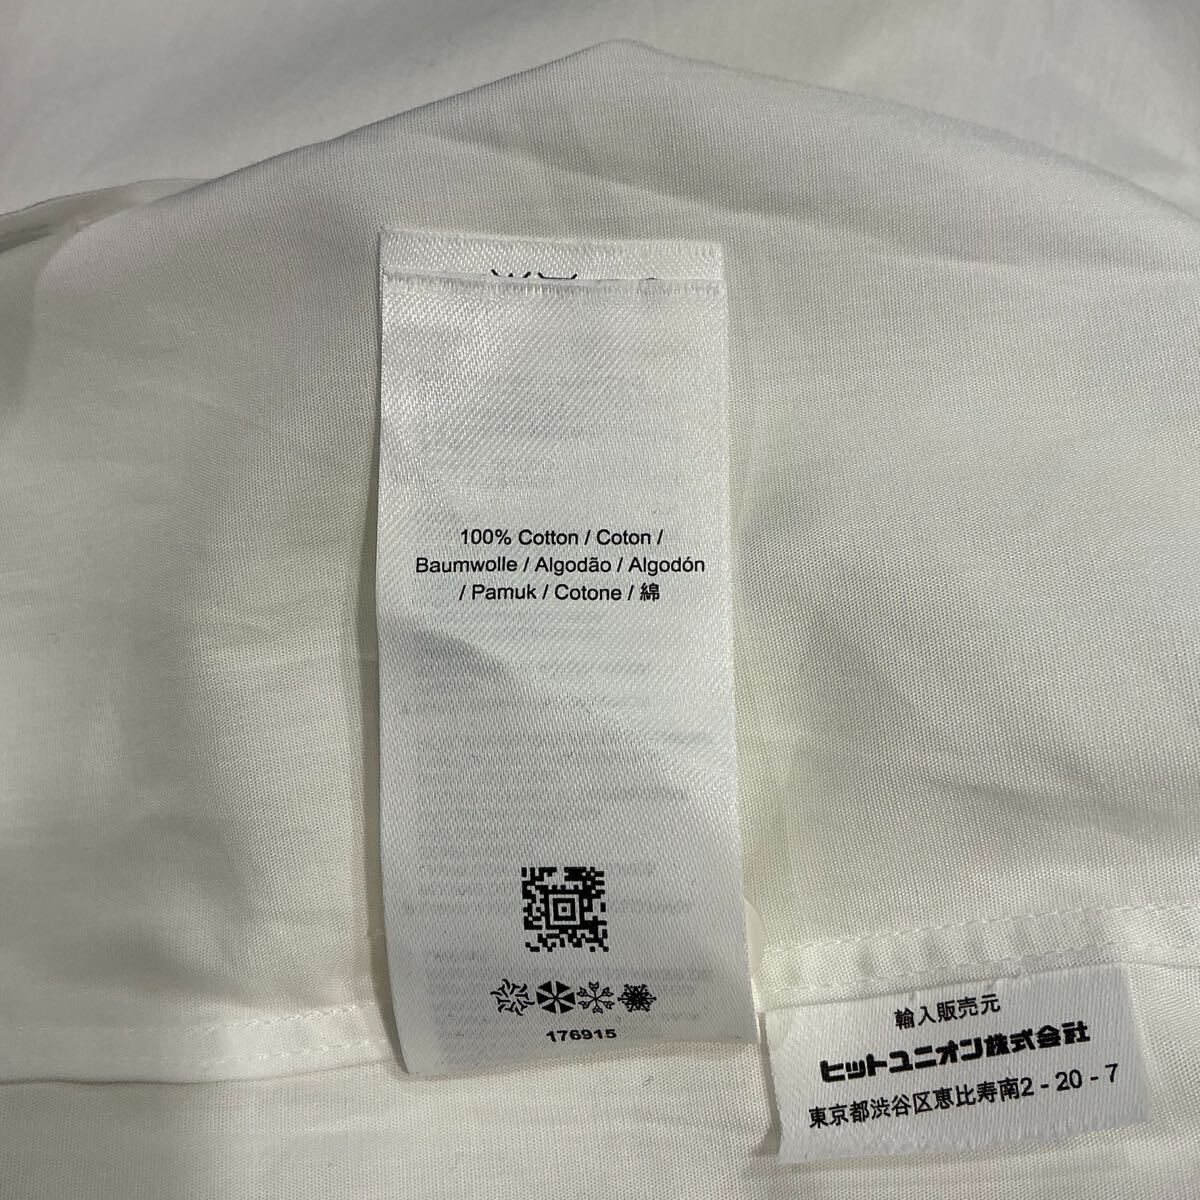 100% Cotton / Coton /
Baumwolle / Algodão / Algodón
/ Pamuk / Cotone / 綿
176915
輸入販売元
ヒットユニオン株式会社
東京都渋谷区恵比寿南2 - 20 - 7